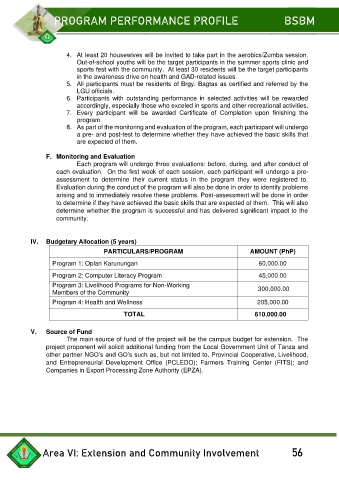 PROGRAM PERFORMANCE PROFILE BSBM
4. At least 20 housewives will be invited to take part in the aerobics/Zumba session.
Out-of-school youths will be the target participants in the summer sports clinic and
sports fest with the community. At least 30 residents will be the target participants
in the awareness drive on health and GAD-related issues.
5. All participants must be residents of Brgy. Bagtas as certified and referred by the
LGU officials.
6. Participants with outstanding performance in selected activities will be rewarded
accordingly, especially those who exceled in sports and other recreational activities.
7. Every participant will be awarded Certificate of Completion upon finishing the
program.
8. As part of the monitoring and evaluation of the program, each participant will undergo
a pre- and post-test to determine whether they have achieved the basic skills that
are expected of them.
F. Monitoring and Evaluation
Each program will undergo three evaluations: before, during, and after conduct of
each evaluation. On the first week of each session, each participant will undergo a pre-
assessment to determine their current status in the program they were registered to.
Evaluation during the conduct of the program will also be done in order to identify problems
arising and to immediately resolve these problems. Post-assessment will be done in order
to determine if they have achieved the basic skills that are expected of them. This will also
determine whether the program is successful and has delivered significant impact to the
community.
IV. Budgetary Allocation (5 years)
PARTICULARS/PROGRAM AMOUNT (PhP)
Program 1: Oplan Karunungan 60,000.00
Program 2: Computer Literacy Program 45,000.00
Program 3: Livelihood Programs for Non-Working
Members of the Community 300,000.00
Program 4: Health and Wellness 205,000.00
TOTAL 610,000.00
V. Source of Fund
The main source of fund of the project will be the campus budget for extension. The
project proponent will solicit additional funding from the Local Government Unit of Tanza and
other partner NGO's and GO's such as, but not limited to, Provincial Cooperative, Livelihood,
and Entrepreneurial Development Office (PCLEDO); Farmers Training Center (FITS); and
Companies in Export Processing Zone Authority (EPZA).
Area VI: Extension and Community Involvement 56